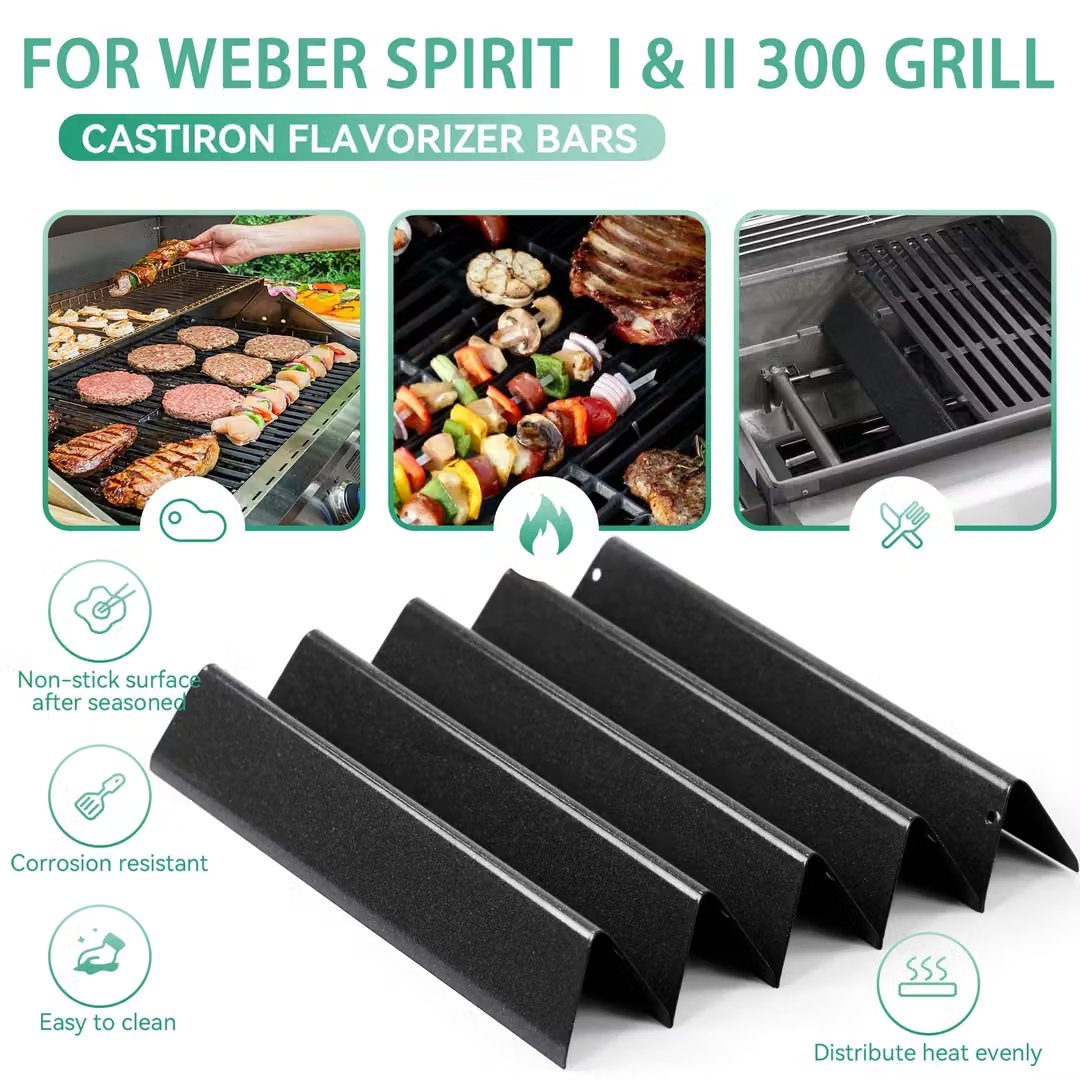 FOR WEBER SPIRIT I & II 300 GRILL
CASTIRON FLAVORIZER BARS
Non-stick surface
after seasoned
Corrosion resistant
Easy to clean
Distribute heat evenly